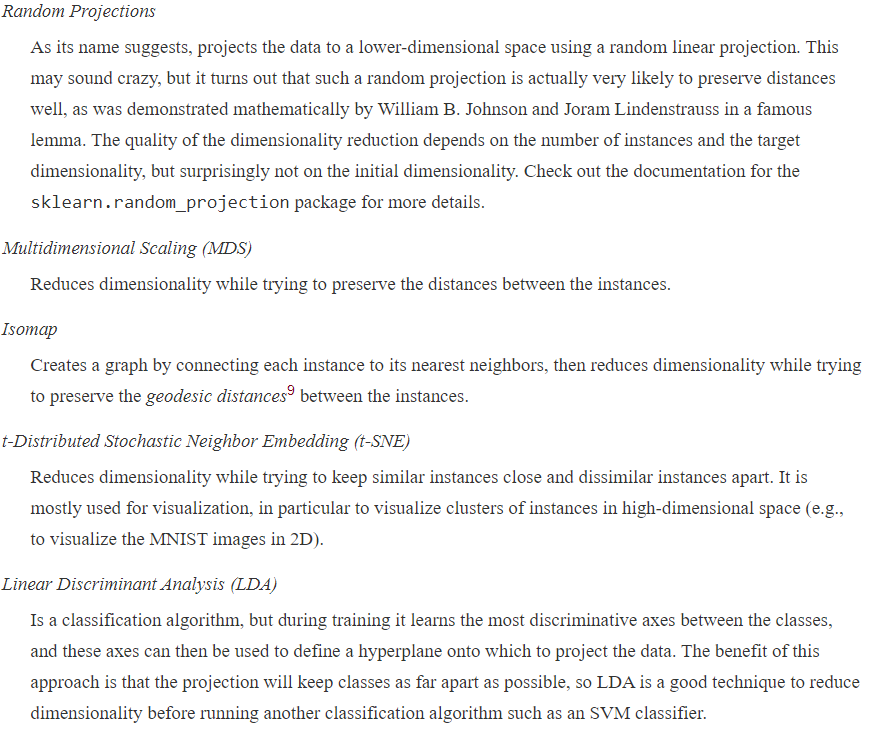 Random Projections
As its name suggests, projects the data to a lower-dimensional space using a random linear projection. This
may sound crazy, but it turns out that such a random projection is actually very likely to preserve distances
well, as was demonstrated mathematically by William B. Johnson and Joram Lindenstrauss in a famous
lemma. The quality of the dimensionality reduction depends on the number of instances and the target
dimensionality, but surprisingly not on the initial dimensionality. Check out the documentation for the
sklearn.random_projection package for more details.
Multidimensional Scaling (MDS)
Reduces dimensionality while trying to preserve the distances between the instances.
Isomap
Creates a graph by connecting each instance to its nearest neighbors, then reduces dimensionality while trying
to preserve the geodesic distances9 between the instances.
t-Distributed Stochastic Neighbor Embedding (t-SNE)
Reduces dimensionality while trying to keep similar instances close and dissimilar instances apart. It is
mostly used for visualization, in particular to visualize clusters of instances in high-dimensional space (e.g.,
to visualize the MNIST images in 2D).
Linear Discriminant Analysis (LDA)
Is a classification algorithm, but during training it learns the most discriminative axes between the classes,
and these axes can then be used to define a hyperplane onto which to project the data. The benefit of this
approach is that the projection will keep classes as far apart as possible, so LDA is a good technique to reduce
dimensionality before running another classification algorithm such as an SVM classifier.